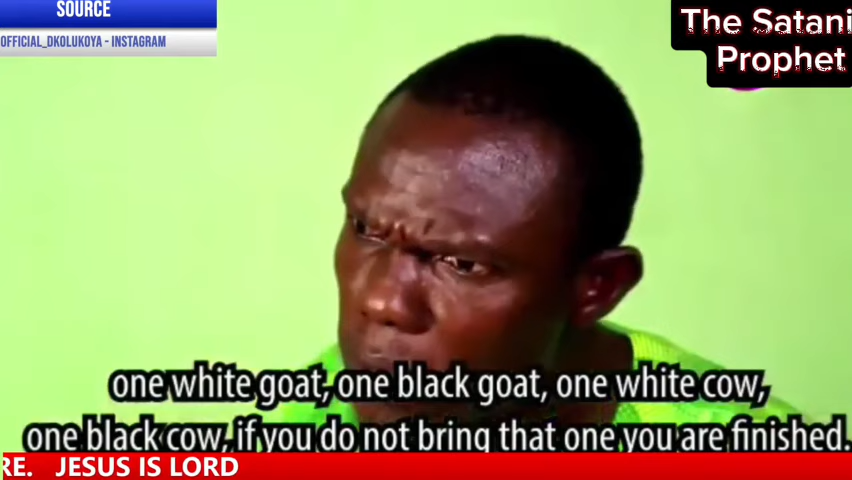 SOURCE
OFFICIAL_DKOLUKOYA - INSTAGRAM
The Satani
Prophet
one white goat, one black goat, one white cow,
one black cow, if you do not bring that one you are finished.
RE. JESUS IS LORD